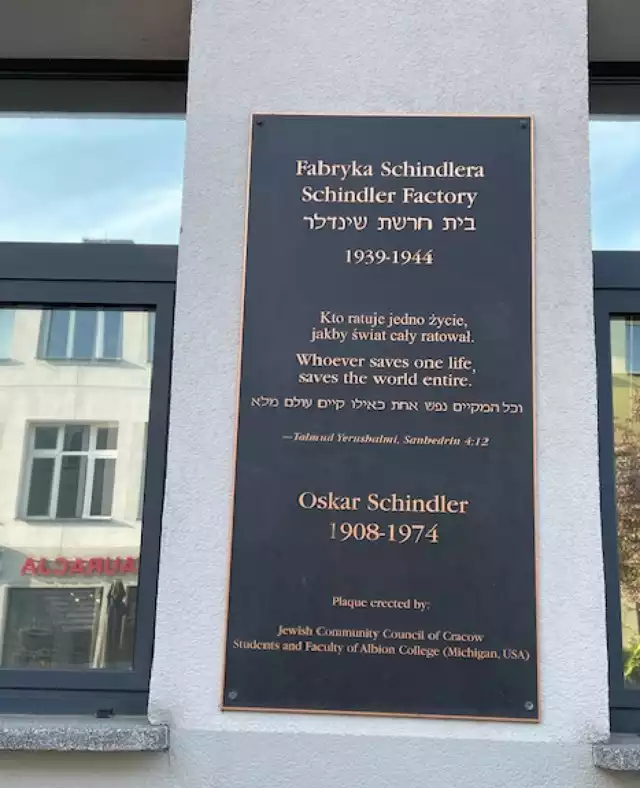 Fabryka Schindlera
Schindler Factory
בית חרשת שינדלר
1939-1944
Kto ratuje jedno życie,
jakby świat cały ratował.
Whoever saves one life,
saves the world entire.
וכל המקיים נפש אחת כאילו קיים עולם מלא
—Talmud Yerushalmi, Sanhedrin 4:12
Oskar Schindler
1908-1974
Plaque erected by:
Jewish Community Council of Cracow
Students and Faculty of Albion College (Michigan, USA)